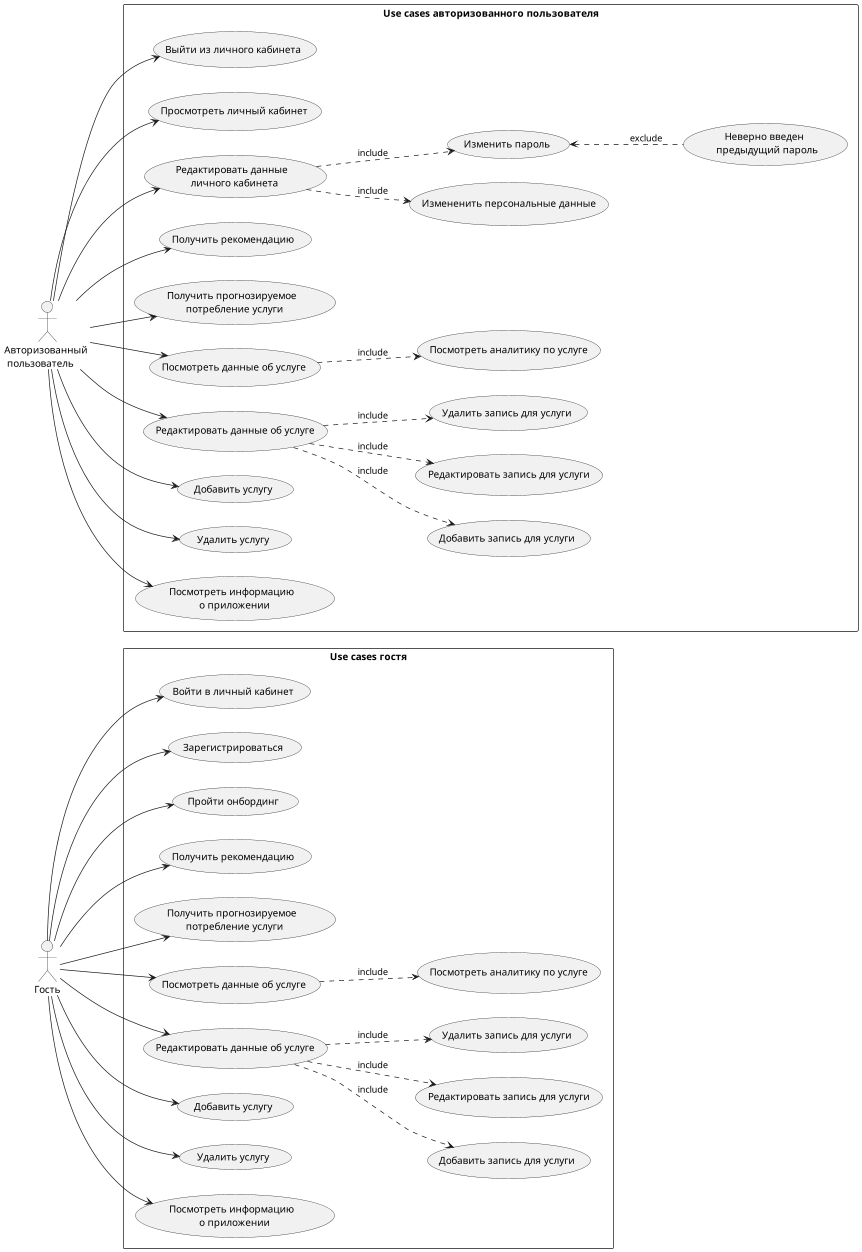 Use cases авторизованного пользователя
Выйти из личного кабинета
Просмотреть личный кабинет
Редактировать данные
личного кабинета
include
include
Изменить пароль
exclude
Неверно введен
предыдущий пароль
Измененить персональные данные
Получить рекомендацию
Получить прогнозируемое
потребление услуги
Авторизованный
пользователь
Посмотреть данные об услуге
include
Посмотреть аналитику по услуге
Редактировать данные об услуге
include
include
include
Удалить запись для услуги
Редактировать запись для услуги
Добавить запись для услуги
Добавить услугу
Удалить услугу
Посмотреть информацию
о приложении
Use cases гостя
Войти в личный кабинет
Зарегистрироваться
Пройти онбординг
Получить рекомендацию
Получить прогнозируемое
потребление услуги
Гость
Посмотреть данные об услуге
include
Посмотреть аналитику по услуге
Редактировать данные об услуге
include
include
include
Удалить запись для услуги
Редактировать запись для услуги
Добавить запись для услуги
Добавить услугу
Удалить услугу
Посмотреть информацию
о приложении